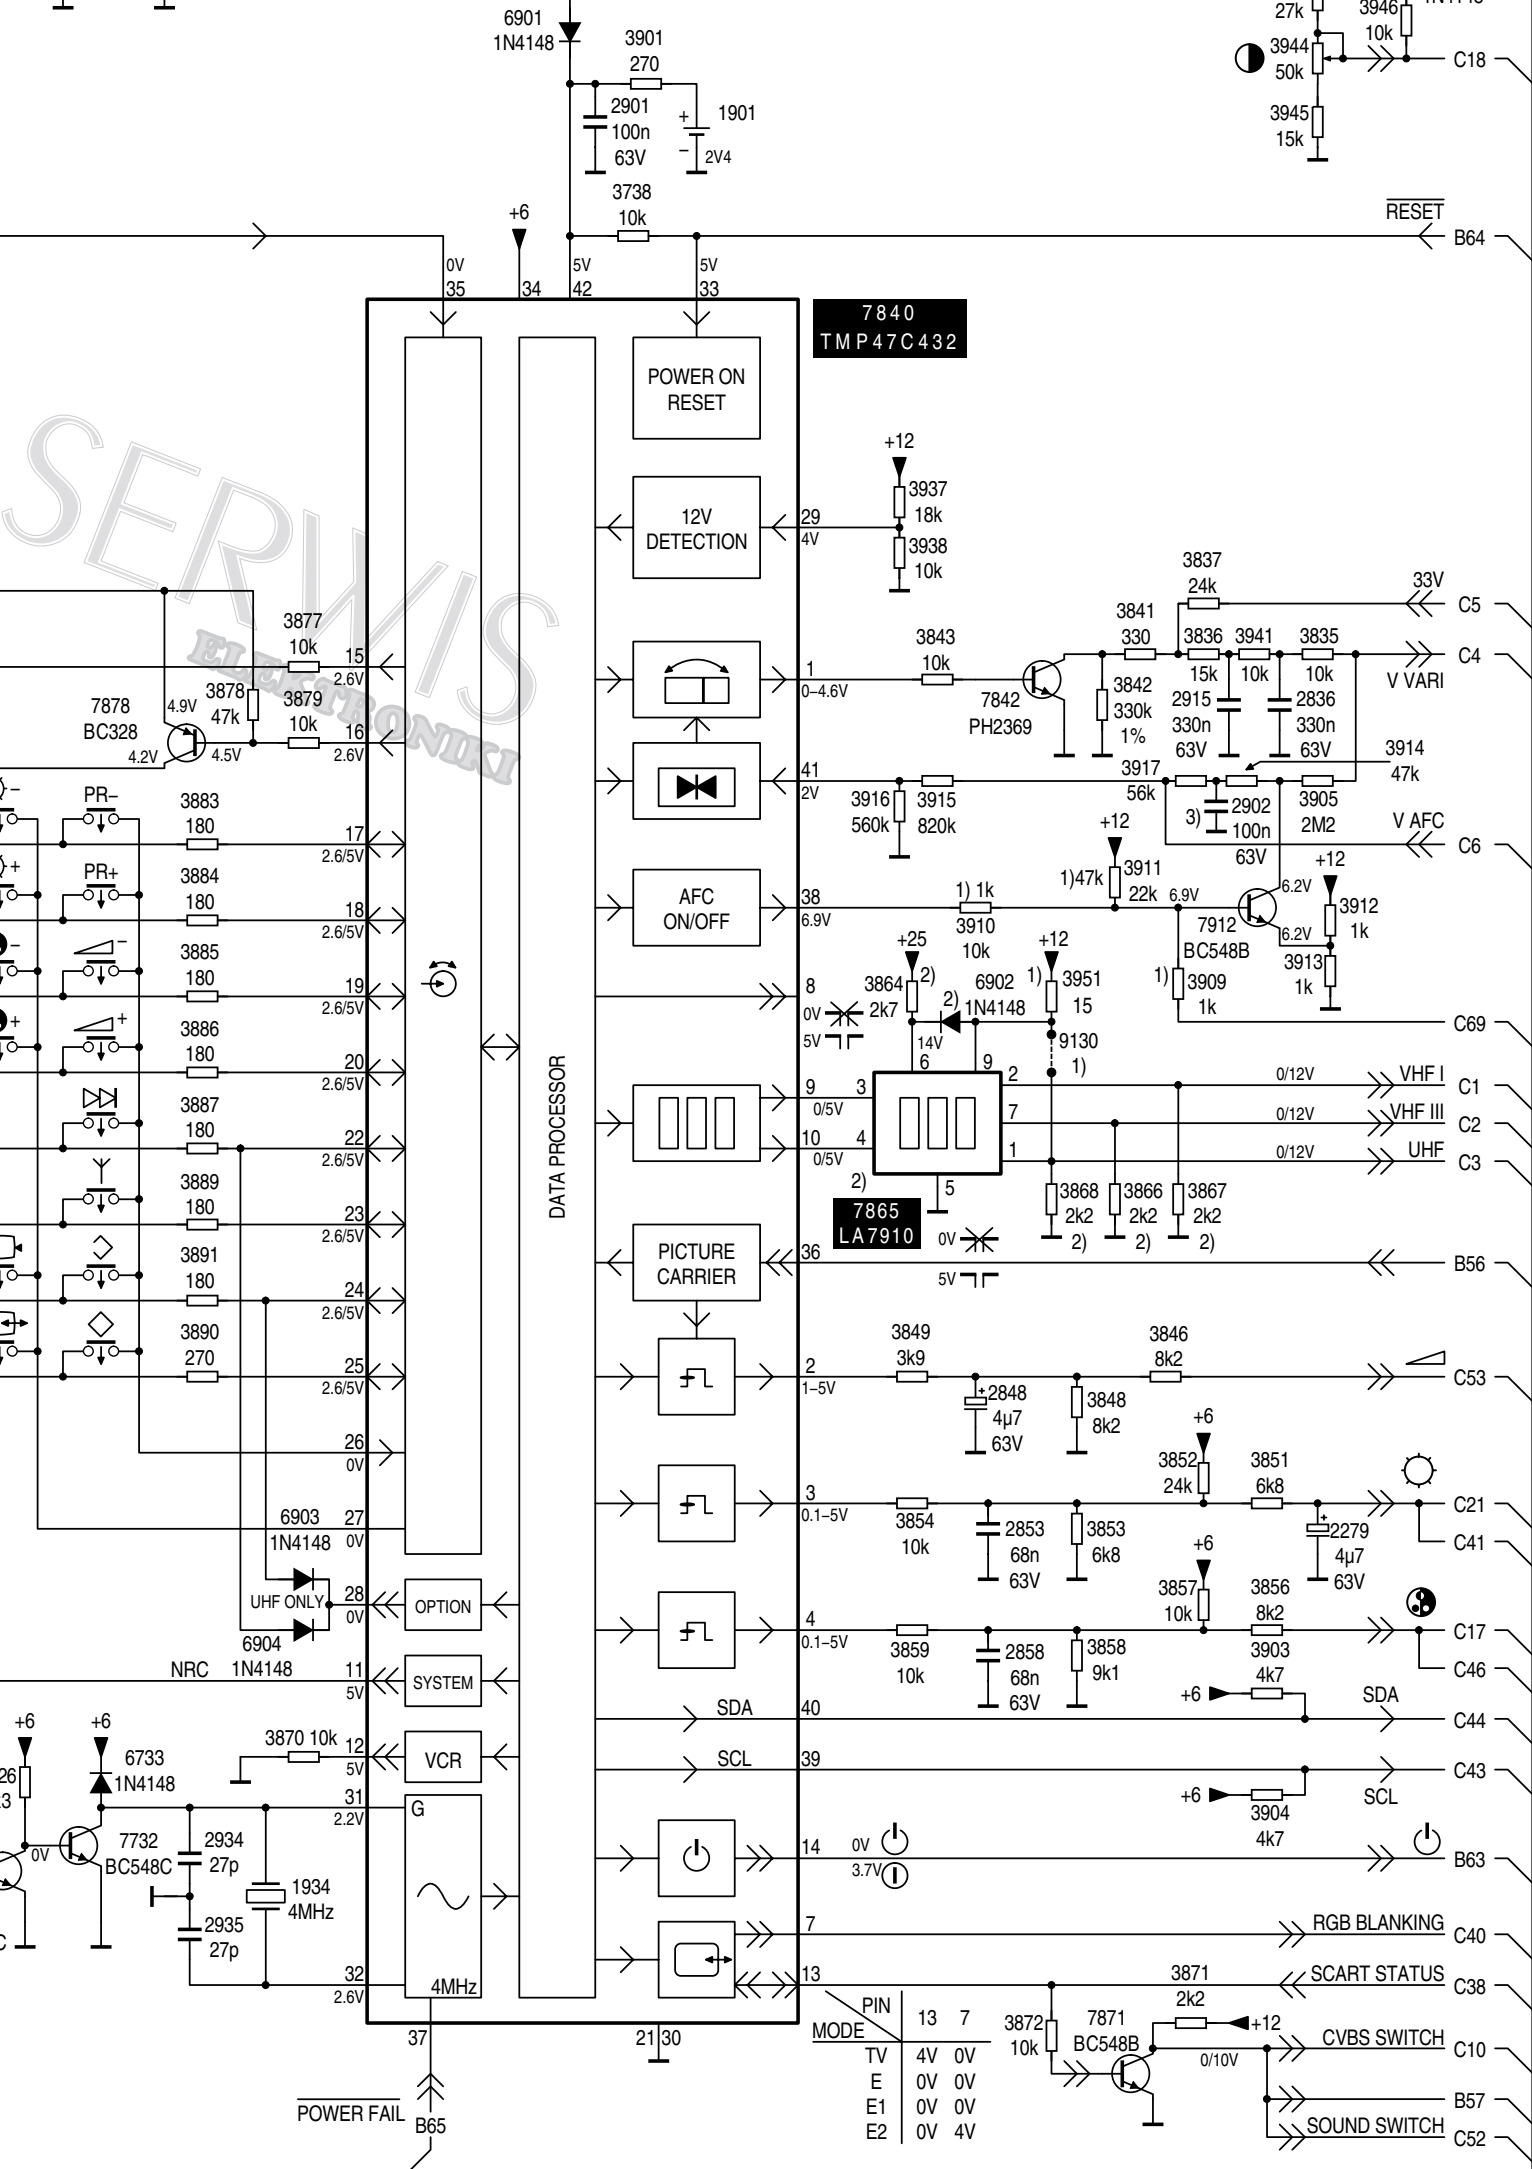 6901
1N4148
3901
270
2901
100n
63V
+
−
1901
2V4
3738
10k
+6
27k
3946
10k
3944
50k
C18
3945
15k
RESET
B64
0V
35
34
5V
42
5V
33
7840
TMP47C432
POWER ON
RESET
12V
DETECTION
29
4V
+12
3937
18k
3938
10k
SERWIS
ELEKTRONIKI
3877
10k
15
2.6V
3878
47k
3879
10k
16
2.6V
7878
BC328
4.9V
4.2V
4.5V
1
0–4.6V
3843
10k
7842
PH2369
3841
330
3842
330k
1%
3837
24k
3836
15k
3941
10k
3835
10k
2915
330n
63V
2836
330n
63V
33V
C5
C4
V VARI
41
2V
3916
560k
3915
820k
3917
56k
3914
47k
3)
2902
100n
63V
3905
2M2
V AFC
C6
AFC
ON/OFF
38
6.9V
1) 1k
3910
10k
+12
1)47k
3911
22k
6.9V
7912
BC548B
6.2V
6.2V
+12
3912
1k
3913
1k
1)
3909
1k
C69
PR−
3883
180
17
2.6/5V
PR+
3884
180
18
2.6/5V
−
3885
180
19
2.6/5V
+
3886
180
20
2.6/5V
3887
180
22
2.6/5V
3889
180
23
2.6/5V
3891
180
24
2.6/5V
3890
270
25
2.6/5V
26
0V
27
0V
DATA PROCESSOR
8
0V
5V
+25
3864
2k7
2)
2)
6902
1N4148
14V
+12
1)
3951
15
9130
1)
6
9
9
0/5V
3
10
0/5V
4
2
7
1
5
2)
7865
LA7910
0/12V
VHF I
C1
0/12V
VHF III
C2
0/12V
UHF
C3
3868
2k2
2)
3866
2k2
2)
3867
2k2
2)
0V
5V
PICTURE
CARRIER
36
B56
2
1–5V
3849
3k9
+
2848
4µ7
63V
3848
8k2
3846
8k2
C53
3
0.1–5V
3854
10k
2853
68n
63V
3853
6k8
+6
3852
24k
3851
6k8
+
2279
4µ7
63V
C21
C41
4
0.1–5V
3859
10k
2858
68n
63V
3858
9k1
+6
3857
10k
3856
8k2
C17
C46
6903
1N4148
UHF ONLY
6904
1N4148
28
0V
OPTION
NRC
11
5V
SYSTEM
3870 10k
12
5V
VCR
SDA
40
+6
3903
4k7
SDA
C44
SCL
39
+6
3904
4k7
SCL
C43
+6
+6
6733
1N4148
0V
7732
BC548C
2934
27p
2935
27p
1934
4MHz
31
2.2V
G
32
2.6V
4MHz
37
POWER FAIL
B65
21
30
14
0V
3.7V
B63
7
RGB BLANKING
C40
13
SCART STATUS
C38
PIN
MODE
13 7
TV 4V 0V
E 0V 0V
E1 0V 0V
E2 0V 4V
3872
10k
7871
BC548B
3871
2k2
+12
0/10V
CVBS SWITCH
C10
B57
SOUND SWITCH
C52